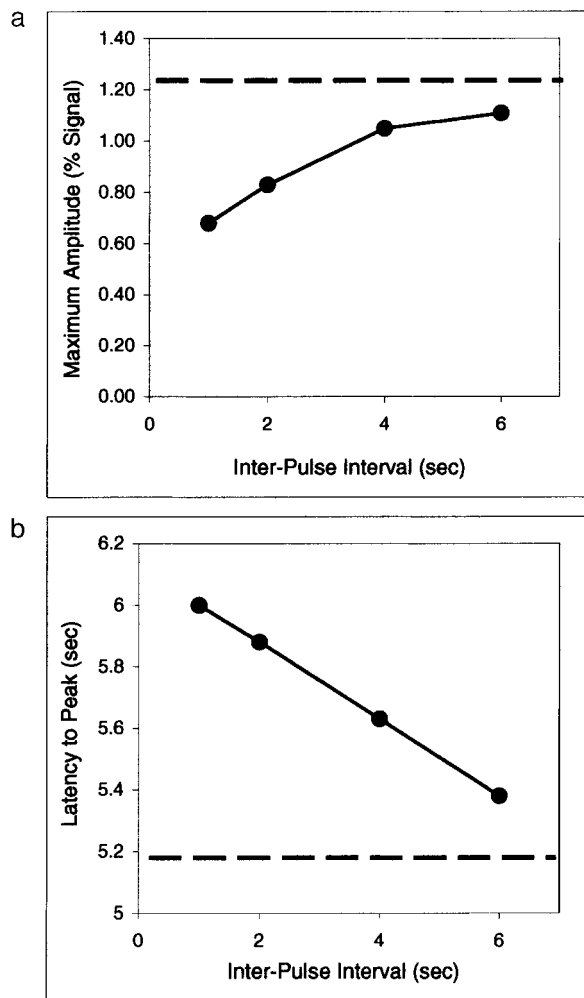 a
1.40
1.20
1.00
0.80
0.60
0.40
0.20
0.00
Maximum Amplitude (% Signal)
0 2 4 6
Inter-Pulse Interval (sec)
b
6.2
6
5.8
5.6
5.4
5.2
5
Latency to Peak (sec)
0 2 4 6
Inter-Pulse Interval (sec)